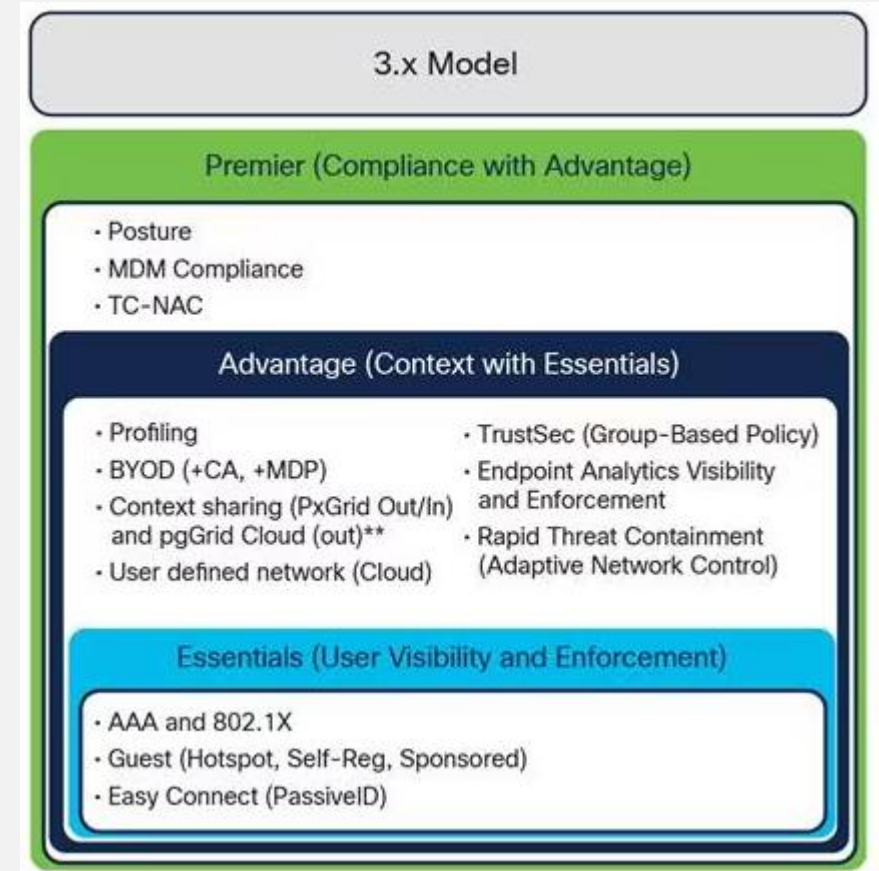 3.x Model
Premier (Compliance with Advantage)
· Posture
· MDM Compliance
· TC-NAC
Advantage (Context with Essentials)
· Profiling
· BYOD (+CA, +MDP)
· Context sharing (PxGrid Out/In)
and pgGrid Cloud (out)**
· User defined network (Cloud)
· TrustSec (Group-Based Policy)
· Endpoint Analytics Visibility
and Enforcement
· Rapid Threat Containment
(Adaptive Network Control)
Essentials (User Visibility and Enforcement)
· AAA and 802.1X
· Guest (Hotspot, Self-Reg, Sponsored)
· Easy Connect (PassiveID)